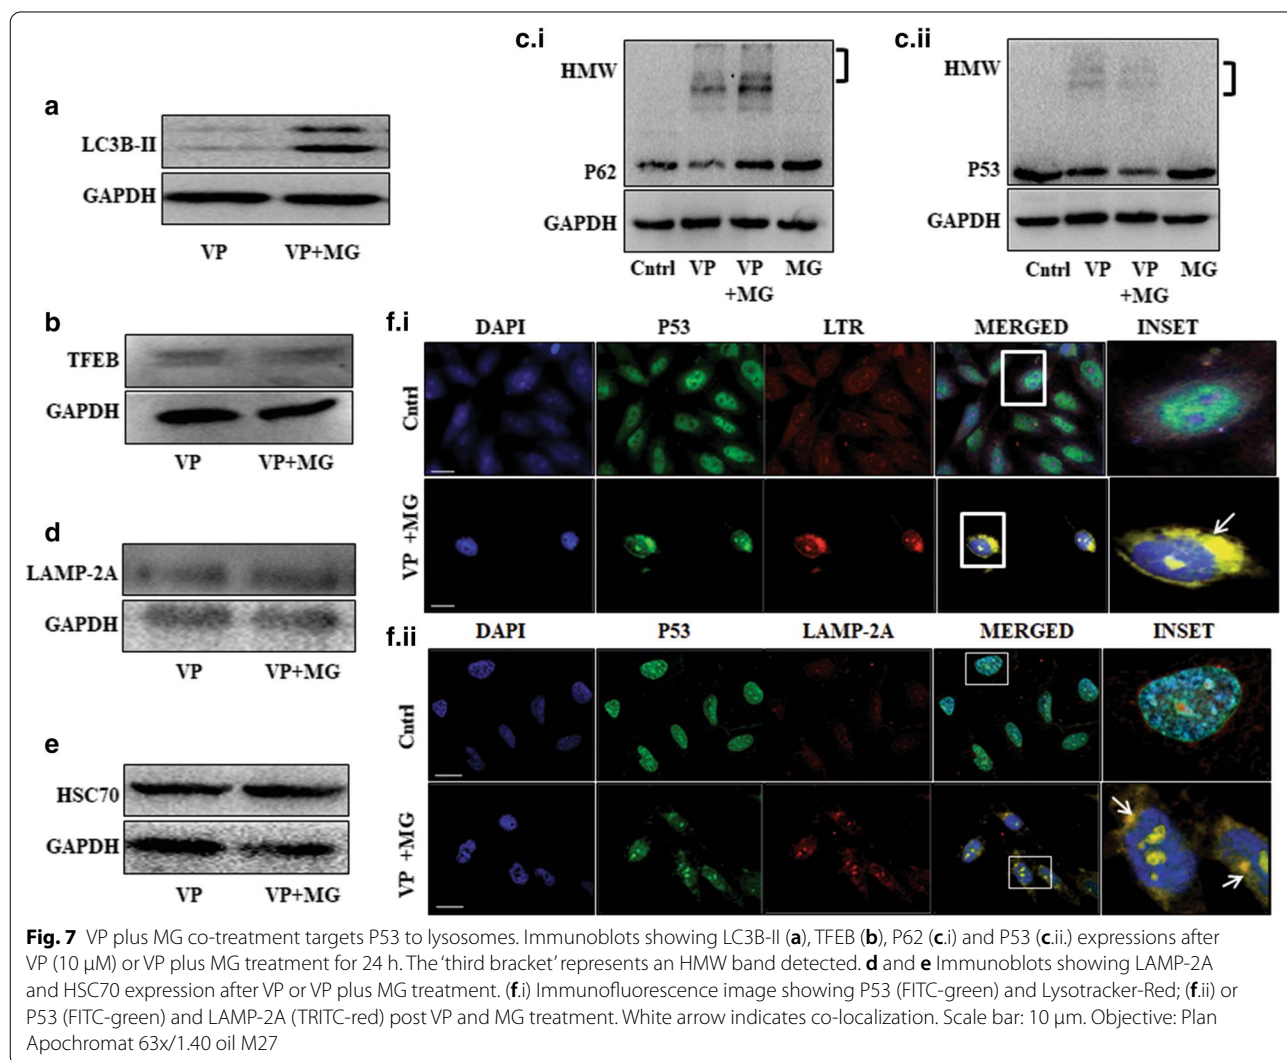 a
LC3B-II
GAPDH
VP VP+MG
b
TFEB
GAPDH
VP VP+MG
d
LAMP-2A
GAPDH
VP VP+MG
e
HSC70
GAPDH
VP VP+MG
c.i
HMW
P62
GAPDH
Cntrl VP VP MG
+MG
c.ii
HMW
P53
GAPDH
Cntrl VP VP MG
+MG
f.i
DAPI P53 LTR MERGED INSET
Cntrl
VP +MG
f.ii
DAPI P53 LAMP-2A MERGED INSET
Cntrl
VP +MG
Fig. 7 VP plus MG co-treatment targets P53 to lysosomes. Immunoblots showing LC3B-II (a), TFEB (b), P62 (c.i) and P53 (c.ii.) expressions after
VP (10 μM) or VP plus MG treatment for 24 h. The 'third bracket' represents an HMW band detected. d and e Immunoblots showing LAMP-2A
and HSC70 expression after VP or VP plus MG treatment. (f.i) Immunofluorescence image showing P53 (FITC-green) and Lysotracker-Red; (f.ii) or
P53 (FITC-green) and LAMP-2A (TRITC-red) post VP and MG treatment. White arrow indicates co-localization. Scale bar: 10 μm. Objective: Plan
Apochromat 63x/1.40 oil M27